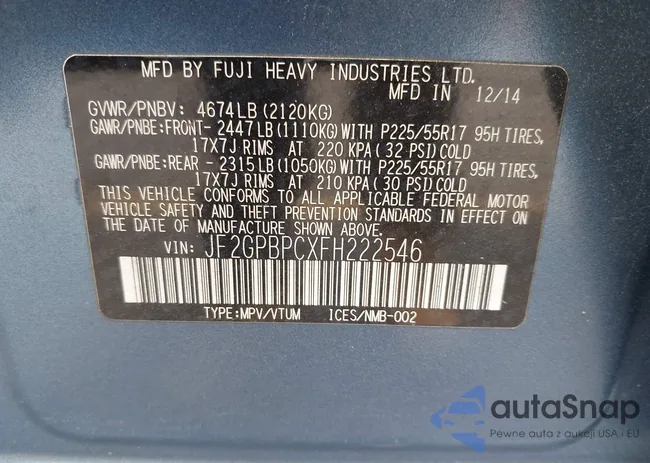 MFD BY FUJI HEAVY INDUSTRIES LTD.
MFD IN 12/14
GVWR/PNBV: 4674LB(2120KG)
GAWR/PNBE:FRONT-2447LB(1110KG)WITH P225/55R17 95H TIRES,
17X7J RIMS AT 220 KPA(32 PSI)COLD
GAWR/PNBE:REAR -2315LB(1050KG)WITH P225/55R17 95H TIRES,
17X7J RIMS AT 210 KPA(30 PSI)COLD
THIS VEHICLE CONFORMS TO ALL APPLICABLE FEDERAL MOTOR
VEHICLE SAFETY AND THEFT PREVENTION STANDARDS IN EFFECT ON
THE DATE OF MANUFACTURE SHOWN ABOVE.
VIN: JF2GPBPCXFH222546
TYPE:MPV/VTUM ICES/NMB-002
autaSnap
Pewne auta z aukcji USA i EU